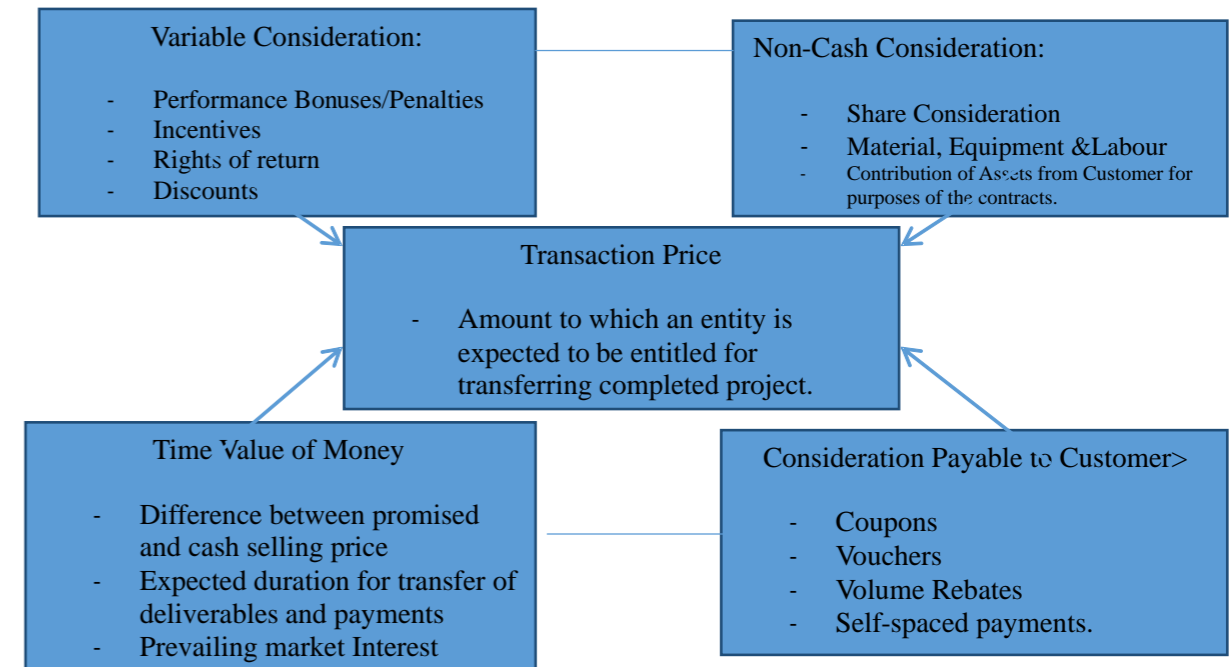 Variable Consideration:
- Performance Bonuses/Penalties
- Incentives
- Rights of return
- Discounts
Non-Cash Consideration:
- Share Consideration
- Material, Equipment &Labour
- Contribution of Assets from Customer for
purposes of the contracts.
Transaction Price
- Amount to which an entity is
expected to be entitled for
transferring completed project.
Time Value of Money
- Difference between promised
and cash selling price
- Expected duration for transfer of
deliverables and payments
- Prevailing market Interest
Consideration Payable to Customer>
- Coupons
- Vouchers
- Volume Rebates
- Self-spaced payments.